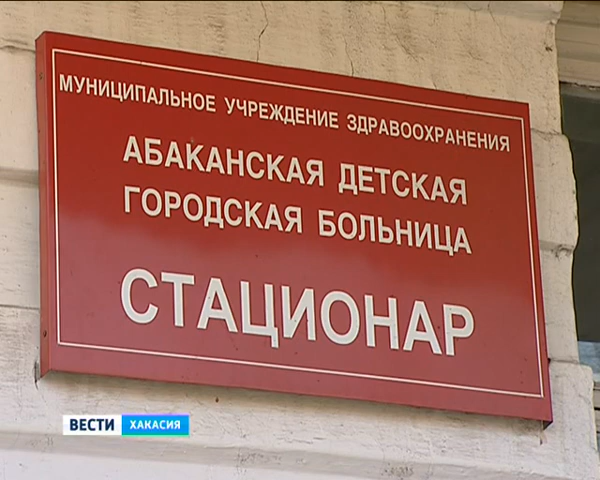 МУНИЦИПАЛЬНОЕ УЧРЕЖДЕНИЕ ЗДРАВООХРАНЕНИЯ
АБАКАНСКАЯ ДЕТСКАЯ
ГОРОДСКАЯ БОЛЬНИЦА
СТАЦИОНАР
ВЕСТИ ХАКАСИЯ